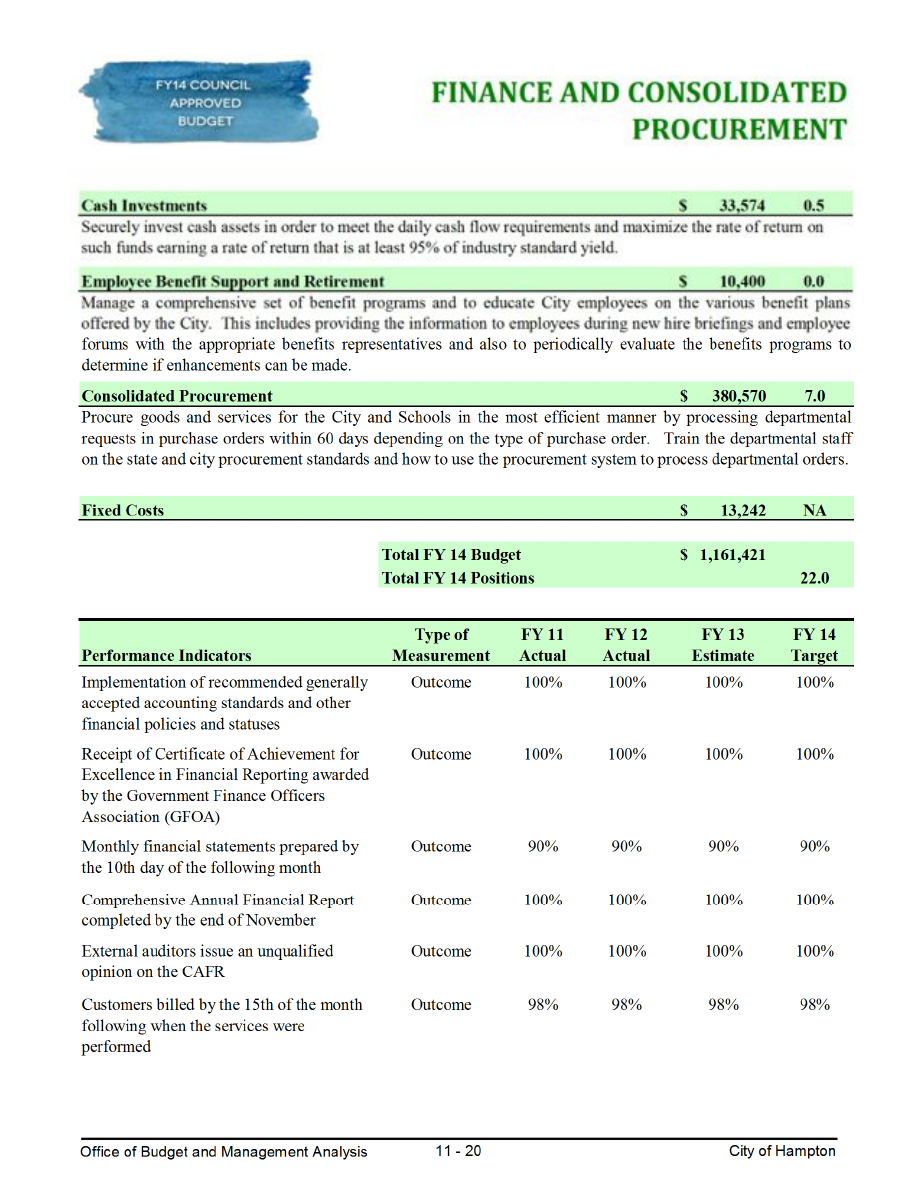 FY14 COUNCIL
APPROVED
BUDGET
FINANCE AND CONSOLIDATED
PROCUREMENT
Cash Investments $ 33,574 0.5
Securely invest cash assets in order to meet the daily cash flow requirements and maximize the rate of return on
such funds earning a rate of return that is at least 95% of industry standard yield.
Employee Benefit Support and Retirement $ 10,400 0.0
Manage a comprehensive set of benefit programs and to educate City employees on the various benefit plans
offered by the City. This includes providing the information to employees during new hire briefings and employee
forums with the appropriate benefits representatives and also to periodically evaluate the benefits programs to
determine if enhancements can be made.
Consolidated Procurement $ 380,570 7.0
Procure goods and services for the City and Schools in the most efficient manner by processing departmental
requests in purchase orders within 60 days depending on the type of purchase order. Train the departmental staff
on the state and city procurement standards and how to use the procurement system to process departmental orders.
Fixed Costs $ 13,242 NA
Total FY 14 Budget $ 1,161,421
Total FY 14 Positions 22.0
Type of FY 11 FY 12 FY 13 FY 14
Performance Indicators Measurement Actual Actual Estimate Target
Implementation of recommended generally Outcome 100% 100% 100% 100%
accepted accounting standards and other
financial policies and statuses
Receipt of Certificate of Achievement for Outcome 100% 100% 100% 100%
Excellence in Financial Reporting awarded
by the Government Finance Officers
Association (GFOA)
Monthly financial statements prepared by Outcome 90% 90% 90% 90%
the 10th day of the following month
Comprehensive Annual Financial Report Outcome 100% 100% 100% 100%
completed by the end of November
External auditors issue an unqualified Outcome 100% 100% 100% 100%
opinion on the CAFR
Customers billed by the 15th of the month Outcome 98% 98% 98% 98%
following when the services were
performed
Office of Budget and Management Analysis 11 - 20 City of Hampton